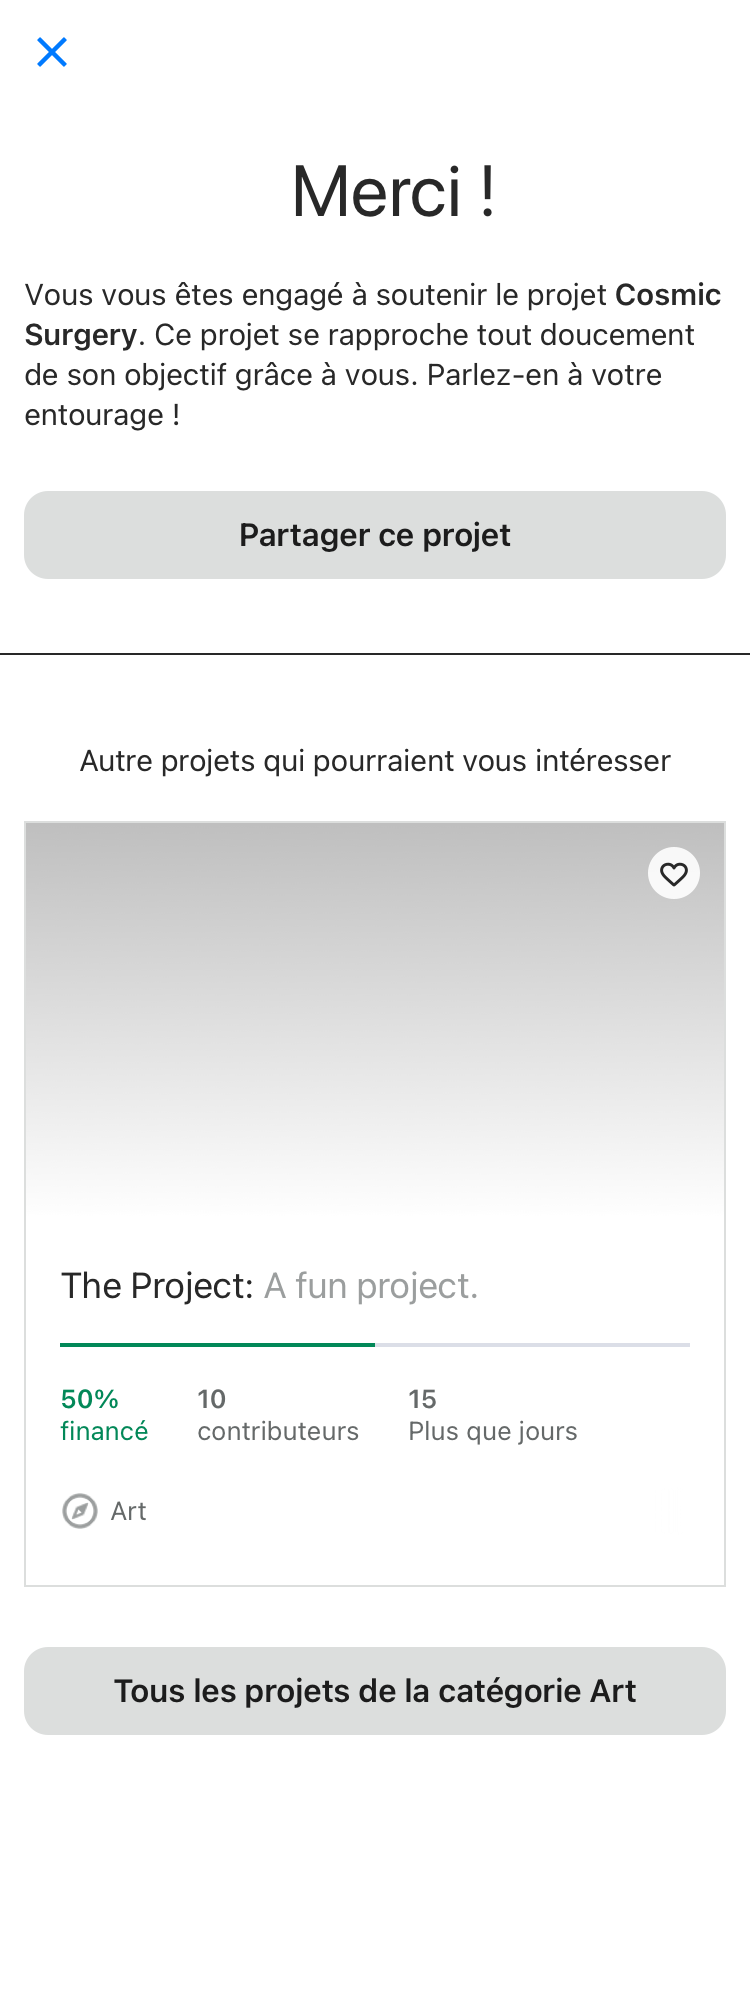 Merci !
Vous vous êtes engagé à soutenir le projet Cosmic
Surgery. Ce projet se rapproche tout doucement
de son objectif grâce à vous. Parlez-en à votre
entourage !
Partager ce projet
Autre projets qui pourraient vous intéresser
The Project: A fun project.
50% 10 15
financé contributeurs Plus que jours
Art
Tous les projets de la catégorie Art